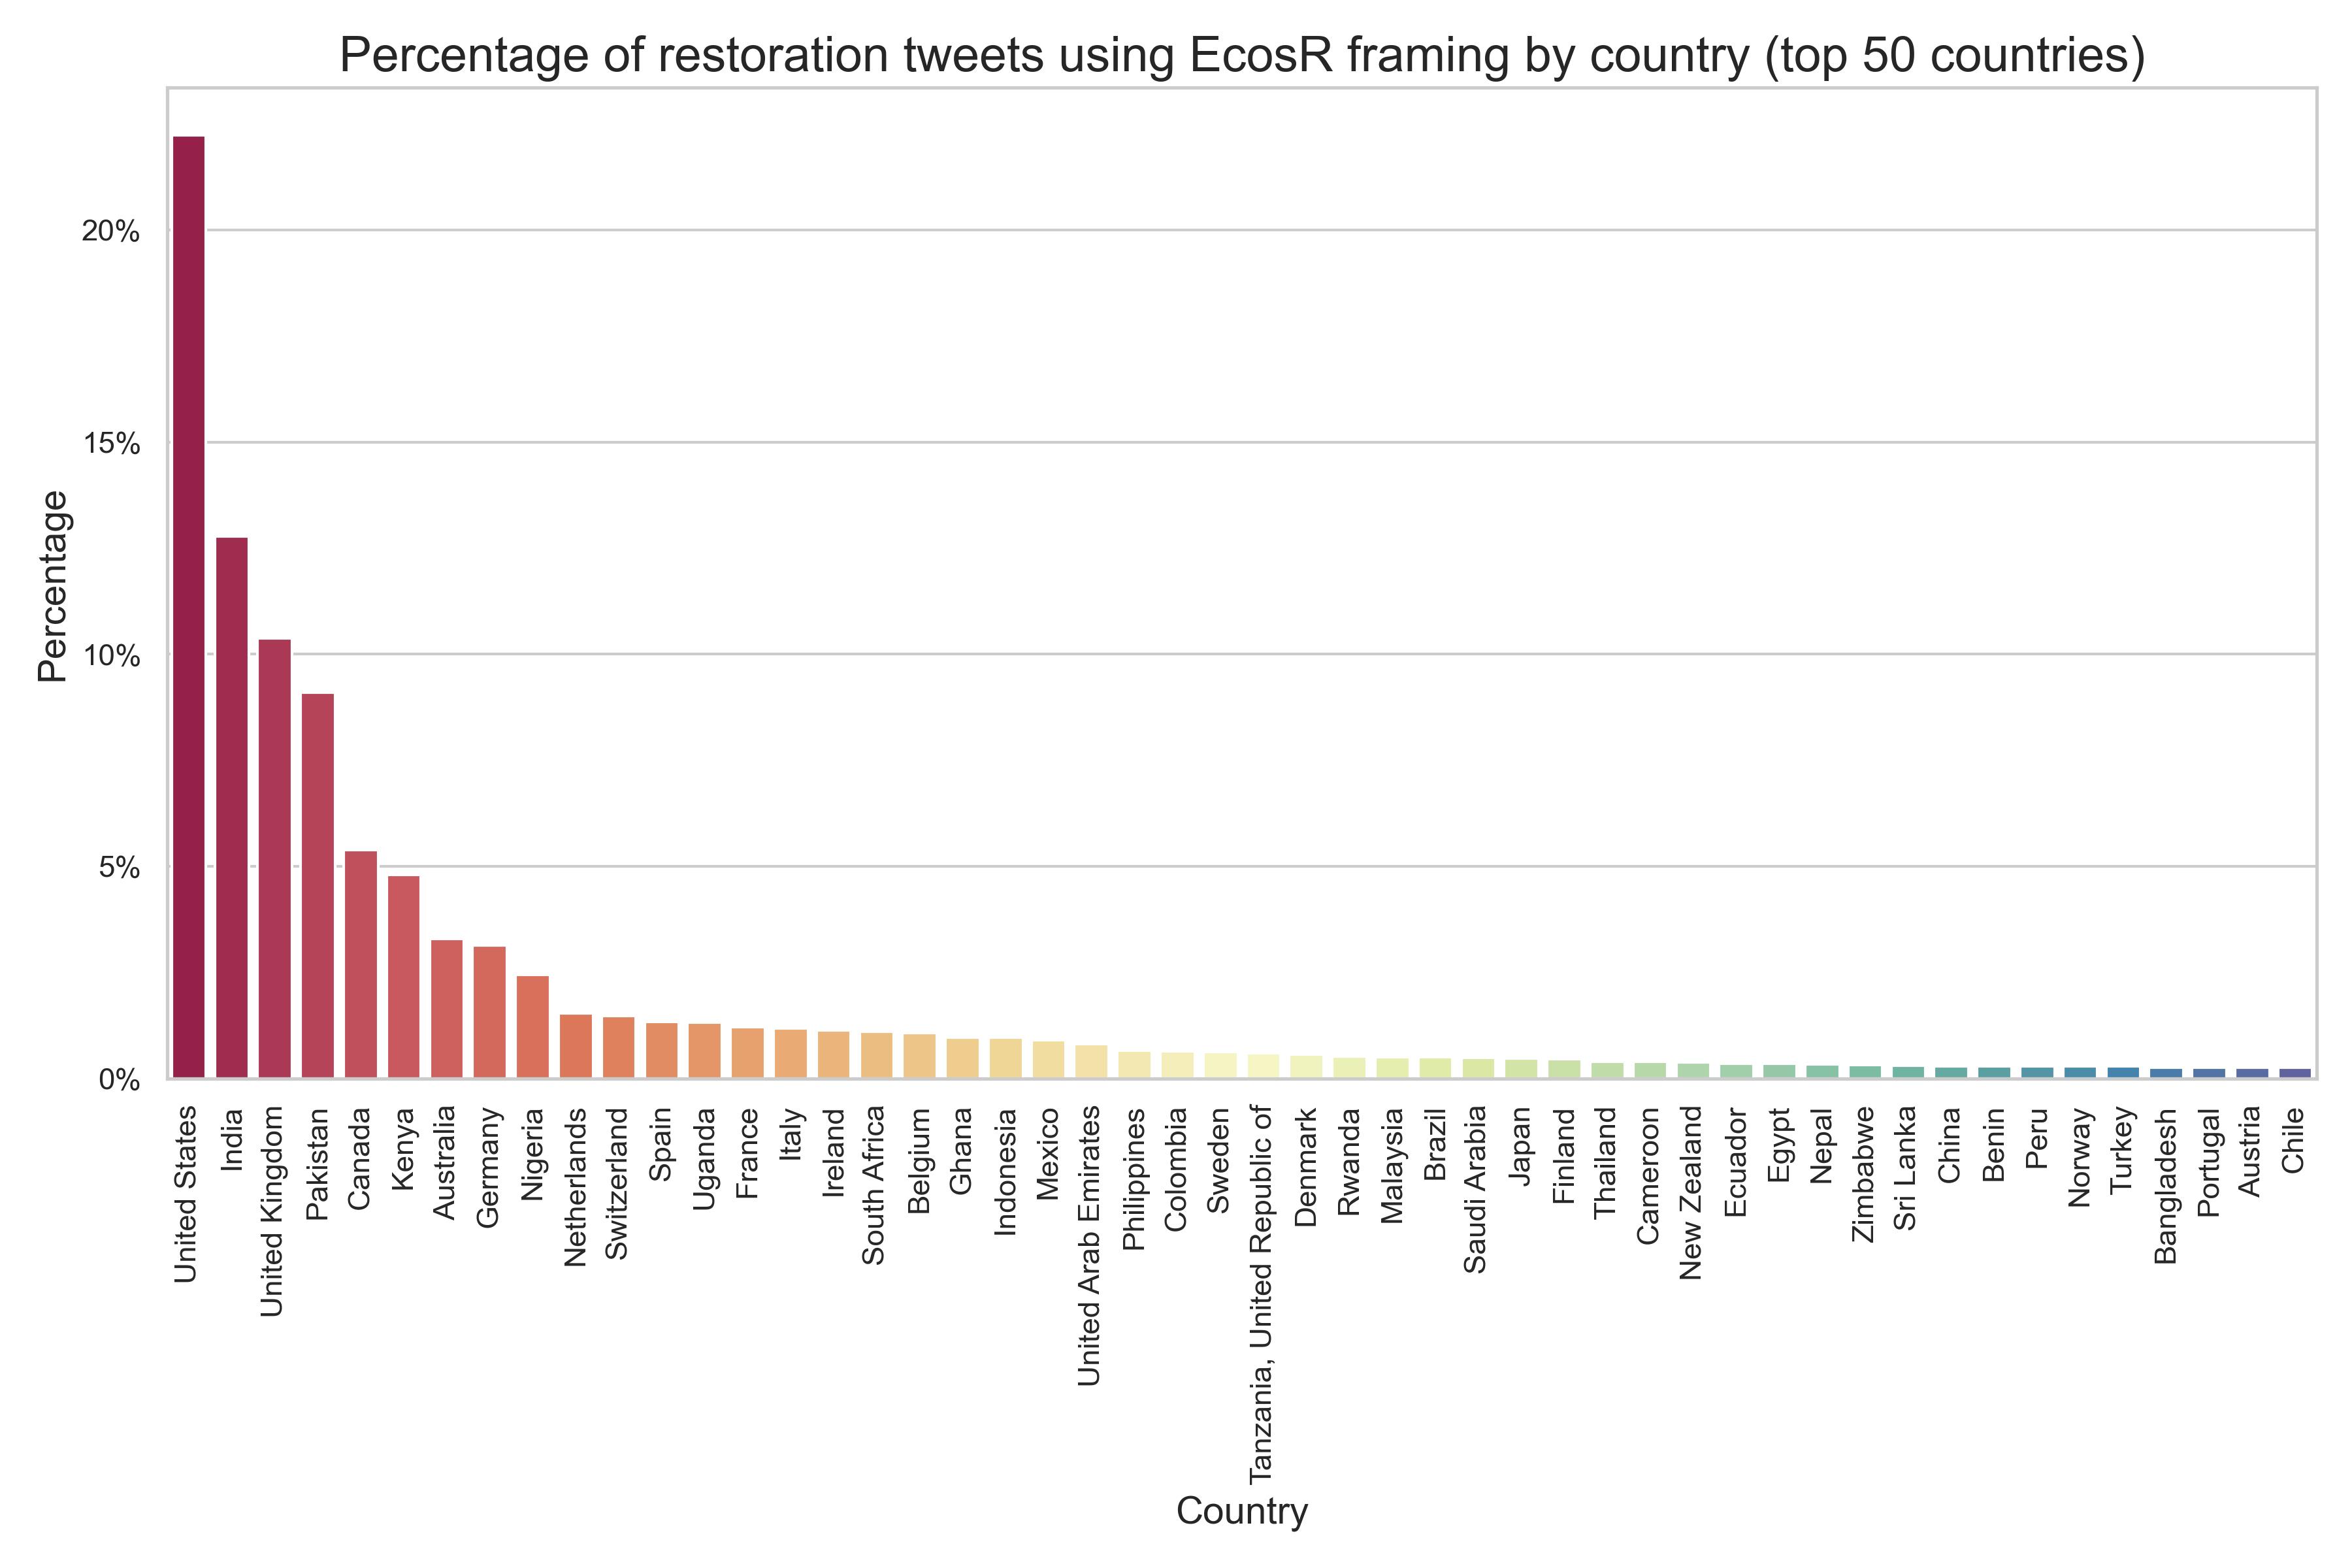 Percentage of restoration tweets using EcosR framing by country (top 50 countries)
Percentage
20%
15%
10%
5%
0%
United States
India
United Kingdom
Pakistan
Canada
Kenya
Australia
Germany
Nigeria
Netherlands
Switzerland
Spain
Uganda
France
Italy
Ireland
South Africa
Belgium
Ghana
Indonesia
Mexico
United Arab Emirates
Philippines
Colombia
Sweden
Tanzania, United Republic of
Denmark
Rwanda
Malaysia
Brazil
Saudi Arabia
Japan
Finland
Thailand
Cameroon
New Zealand
Ecuador
Egypt
Nepal
Zimbabwe
Sri Lanka
China
Benin
Peru
Norway
Turkey
Bangladesh
Portugal
Austria
Chile
Country